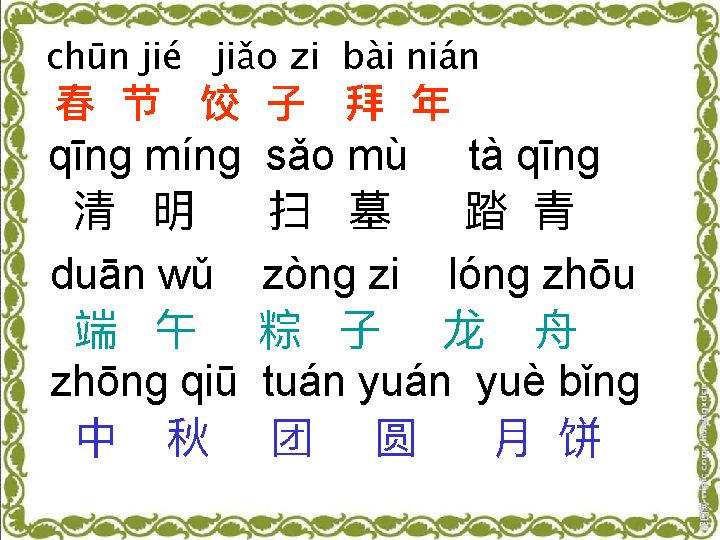 chūn jié jiǎo zi bài nián
春 节 饺 子 拜 年
qīng míng sǎo mù tà qīng
清 明 扫 墓 踏 青
duān wǔ zòng zi lóng zhōu
端 午 粽 子 龙 舟
zhōng qiū tuán yuán yuè bǐng
中 秋 团 圆 月 饼